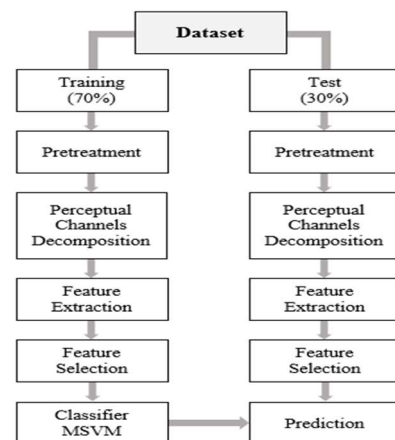 Dataset
Training
(70%)
Pretreatment
Perceptual
Channels
Decomposition
Feature
Extraction
Feature
Selection
Classifier
MSVM
Test
(30%)
Pretreatment
Perceptual
Channels
Decomposition
Feature
Extraction
Feature
Selection
Prediction